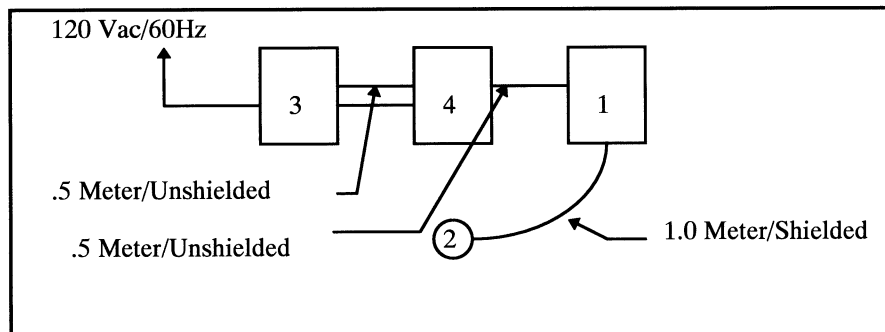 120 Vac/60Hz
3
4
1
.5 Meter/Unshielded
.5 Meter/Unshielded
2
1.0 Meter/Shielded